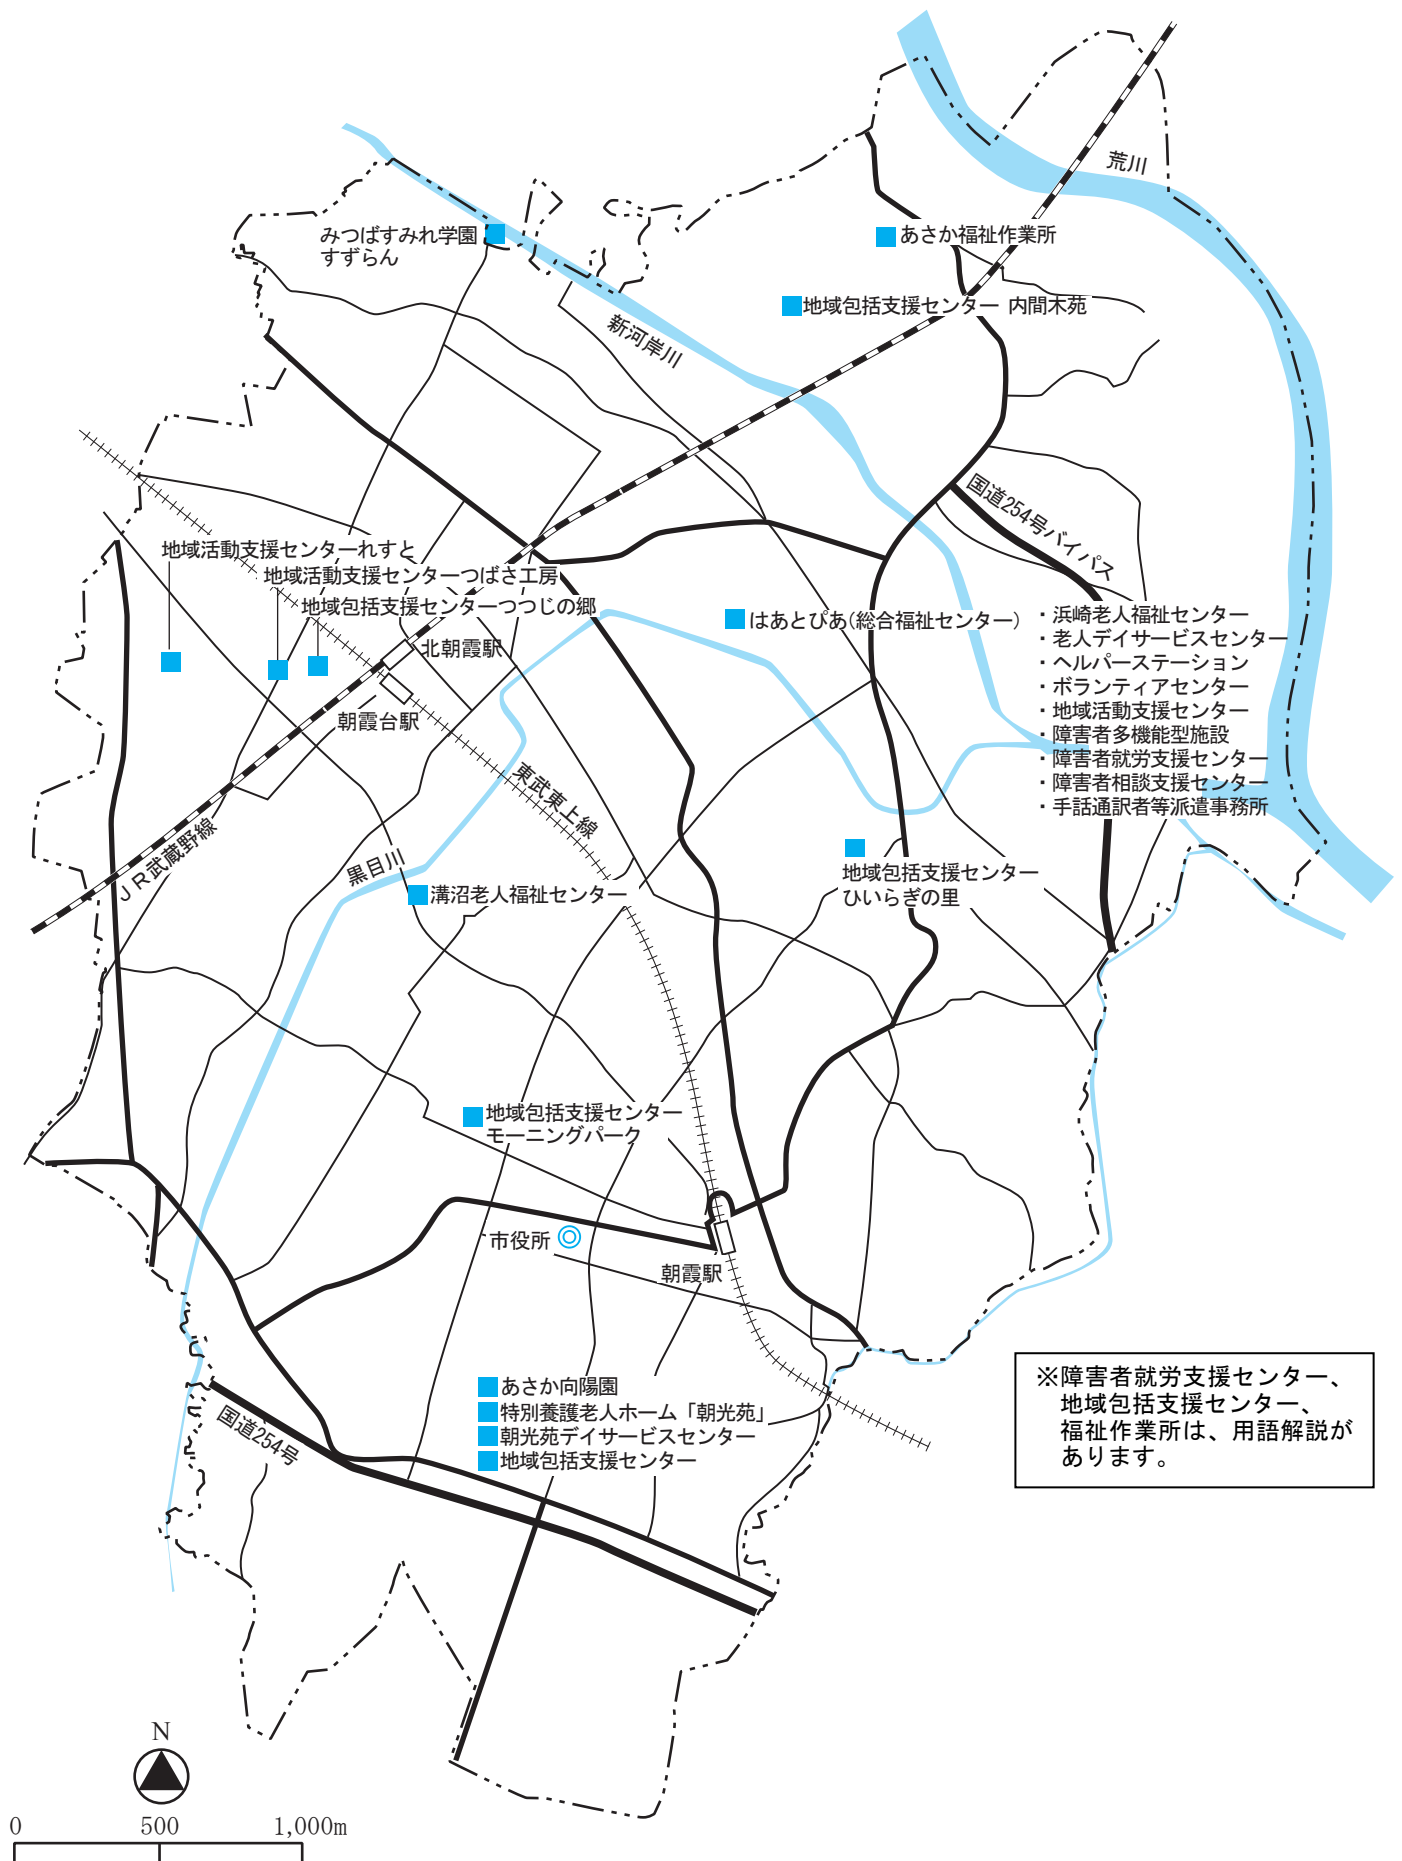 荒川
みつばすみれ学園
すずらん
あさか福祉作業所
地域包括支援センター 内間木苑
新河岸川
国道254号バイパス
地域活動支援センターれすと
地域活動支援センターつばさ工房
地域包括支援センターつつじの郷
はあとぴあ(総合福祉センター)
・浜崎老人福祉センター
・老人デイサービスセンター
・ヘルパーステーション
・ボランティアセンター
・地域活動支援センター
・障害者多機能型施設
・障害者就労支援センター
・障害者相談支援センター
・手話通訳者等派遣事務所
北朝霞駅
朝霞台駅
東武東上線
JR武蔵野線
黒目川
溝沼老人福祉センター
地域包括支援センター
ひいらぎの里
地域包括支援センター
モーニングパーク
市役所
朝霞駅
あさか向陽園
特別養護老人ホーム「朝光苑」
朝光苑デイサービスセンター
地域包括支援センター
国道254号
※障害者就労支援センター、
地域包括支援センター、
福祉作業所は、用語解説が
あります。
N
0 500 1,000m